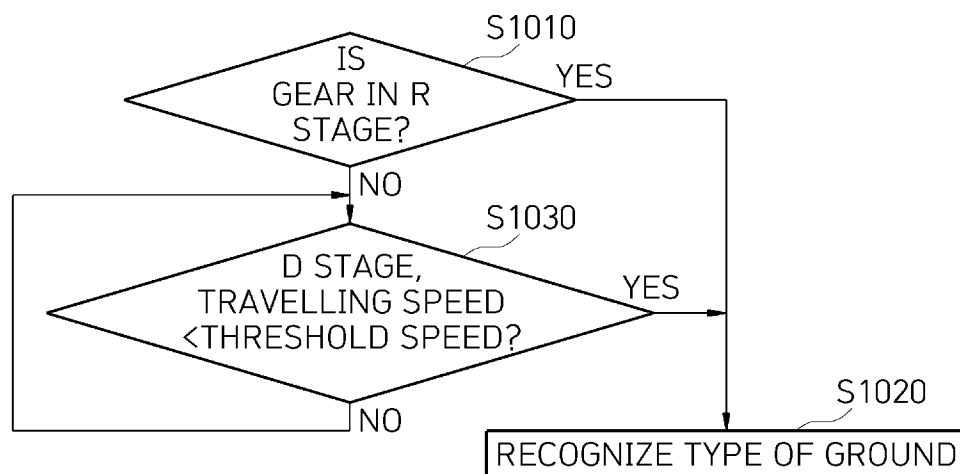 S1010
IS
GEAR IN R
STAGE?
YES
NO
S1030
D STAGE,
TRAVELLING SPEED
<THRESHOLD SPEED?
YES
NO
S1020
RECOGNIZE TYPE OF GROUND